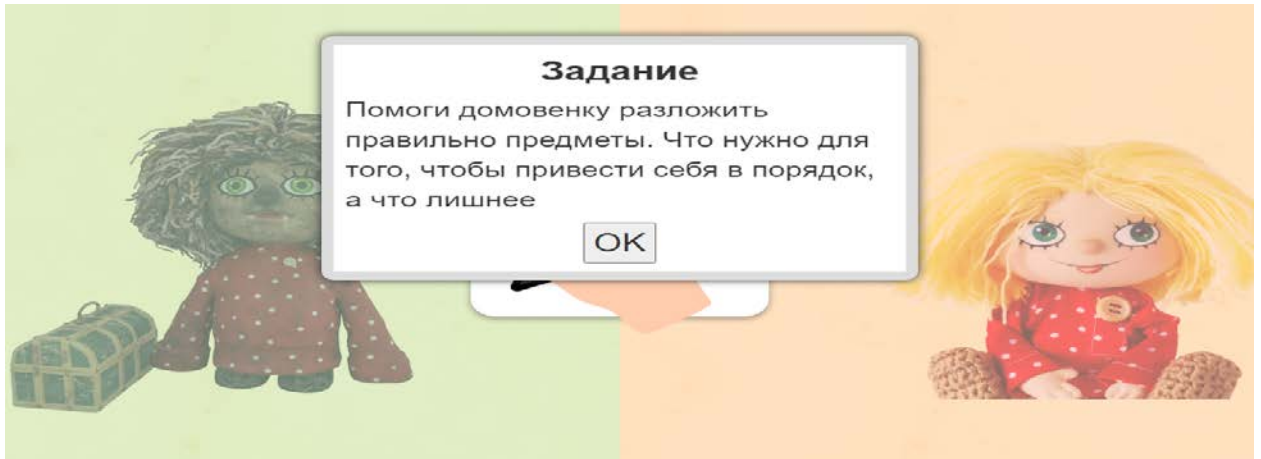 Задание
Помоги домовенку разложить
правильно предметы. Что нужно для
того, чтобы привести себя в порядок,
а что лишнее
OK